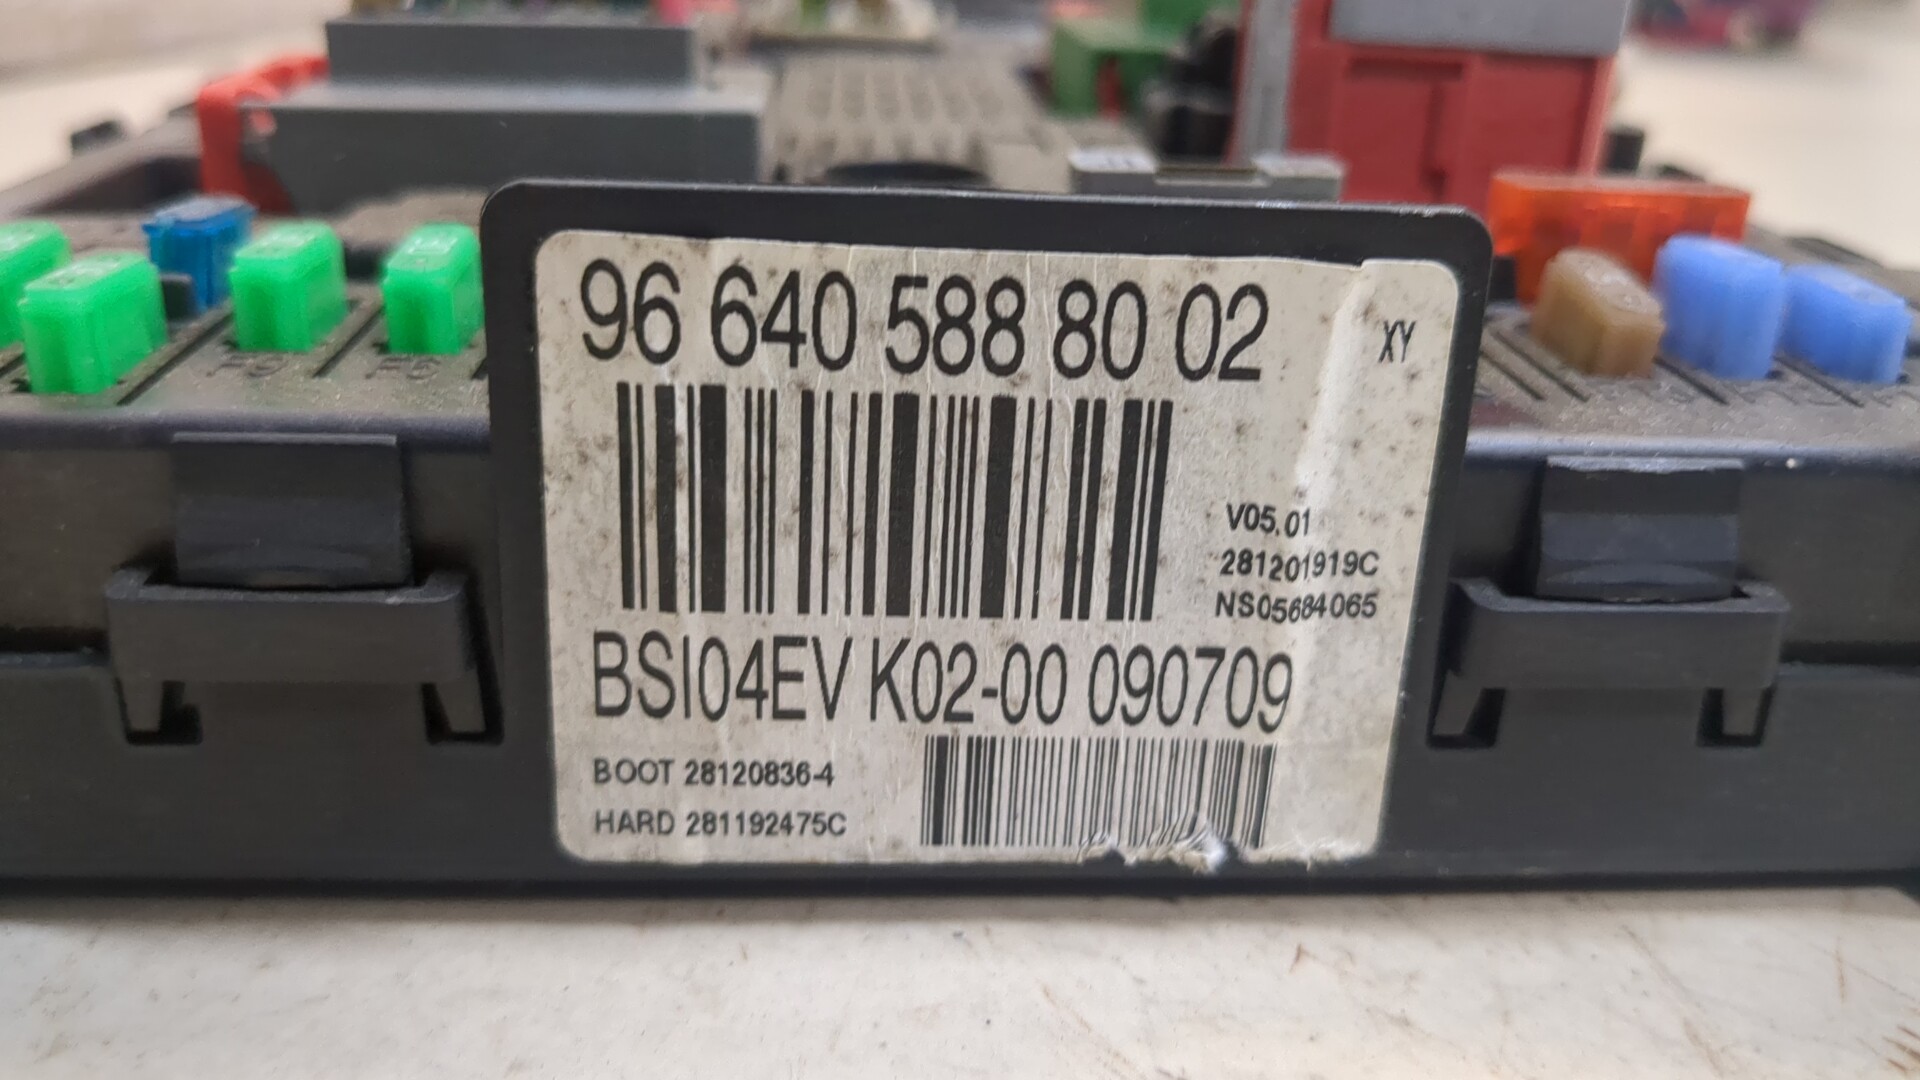 96 640 588 80 02
XY
V05.01
281201919C
NS05684065
BSI04EV K02-00 090709
BOOT 28120836-4
HARD 281192475C